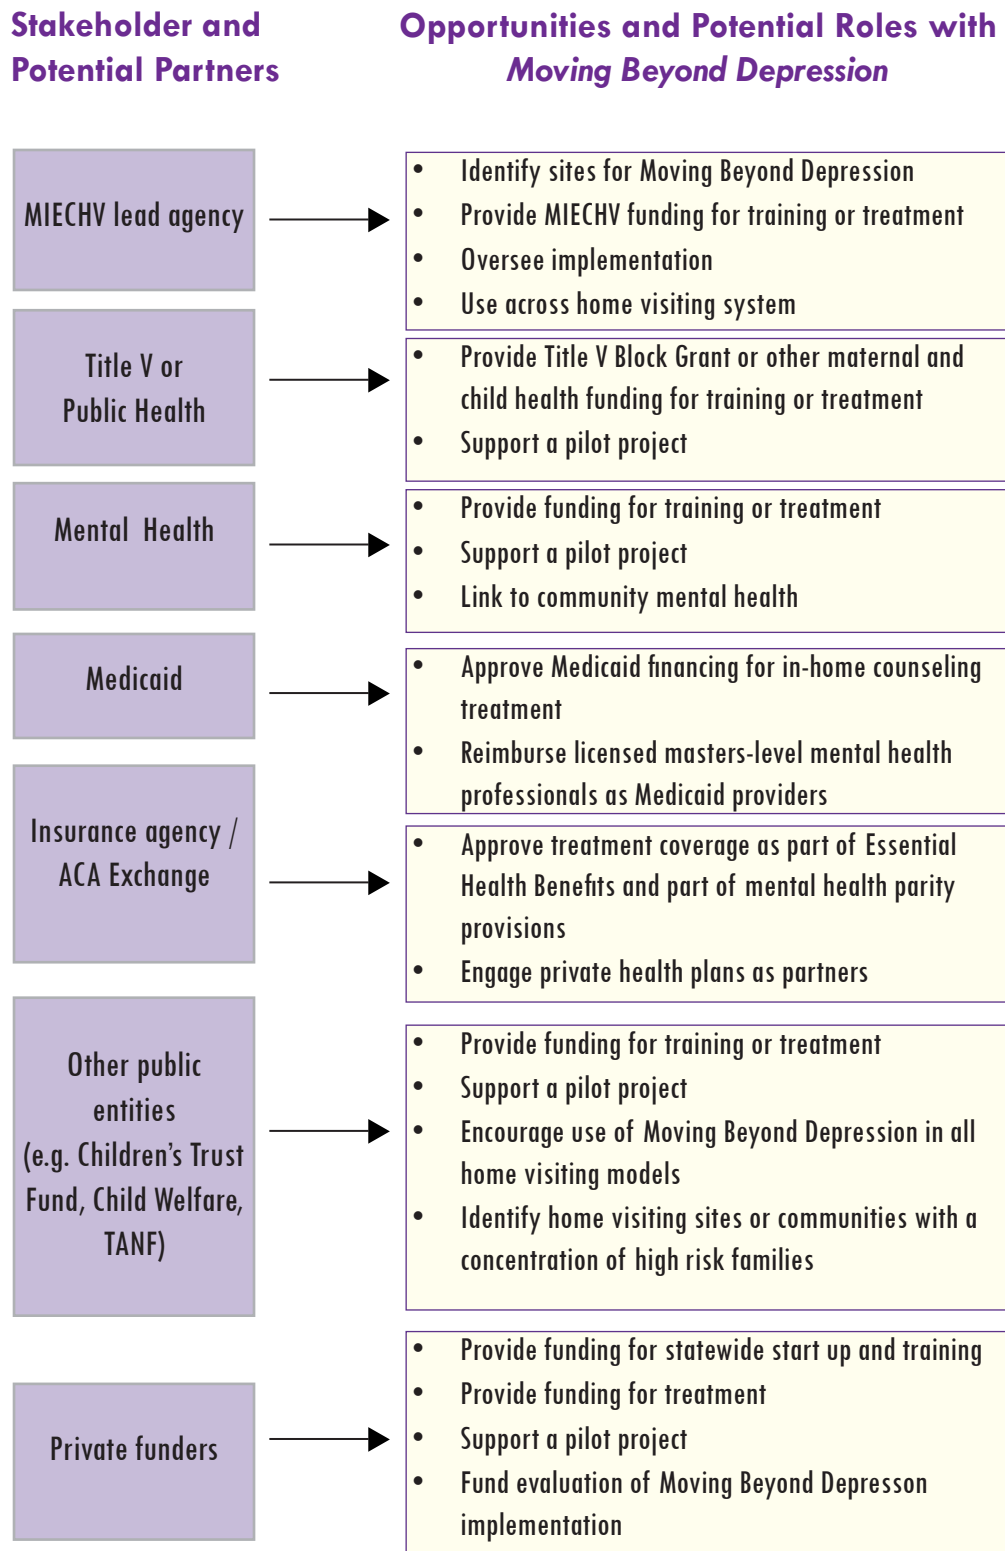 Stakeholder and
Potential Partners
Opportunities and Potential Roles with
Moving Beyond Depression
MIECHV lead agency
• Identify sites for Moving Beyond Depression
• Provide MIECHV funding for training or treatment
• Oversee implementation
• Use across home visiting system
Title V or
Public Health
• Provide Title V Block Grant or other maternal and
child health funding for training or treatment
• Support a pilot project
Mental Health
• Provide funding for training or treatment
• Support a pilot project
• Link to community mental health
Medicaid
• Approve Medicaid financing for in-home counseling
treatment
• Reimburse licensed masters-level mental health
professionals as Medicaid providers
Insurance agency /
ACA Exchange
• Approve treatment coverage as part of Essential
Health Benefits and part of mental health parity
provisions
• Engage private health plans as partners
Other public
entities
(e.g. Children’s Trust
Fund, Child Welfare,
TANF)
• Provide funding for training or treatment
• Support a pilot project
• Encourage use of Moving Beyond Depression in all
home visiting models
• Identify home visiting sites or communities with a
concentration of high risk families
Private funders
• Provide funding for statewide start up and training
• Provide funding for treatment
• Support a pilot project
• Fund evaluation of Moving Beyond Depresson
implementation